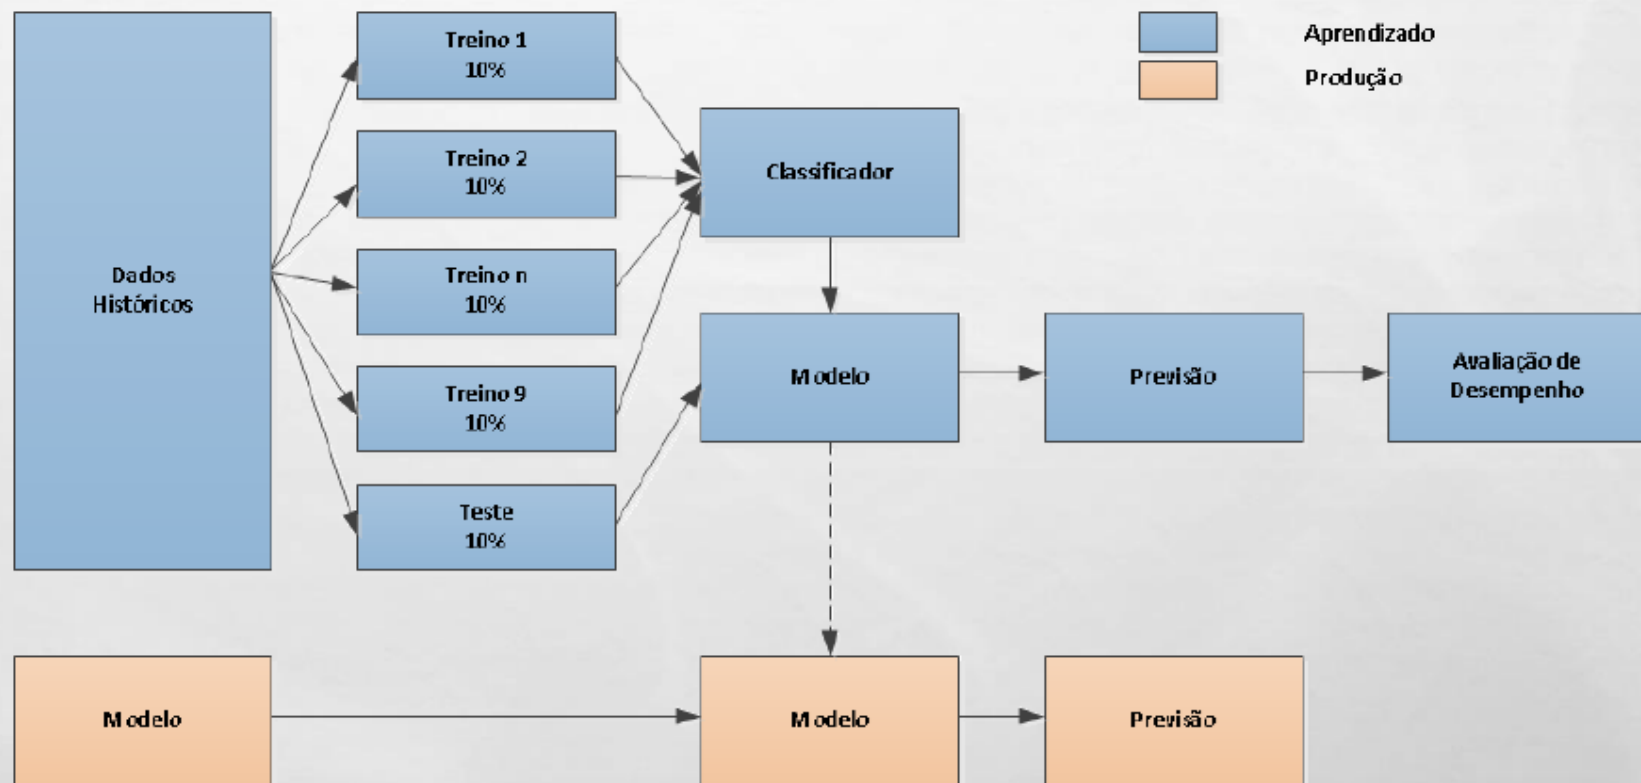 Treino 1
10%
Aprendizado
Produção
Treino 2
10%
Classificador
Dados
Históricos
Treino n
10%
Treino 9
10%
Modelo
Previsão
Avaliação de
Desempenho
Teste
10%
Modelo
Modelo
Previsão